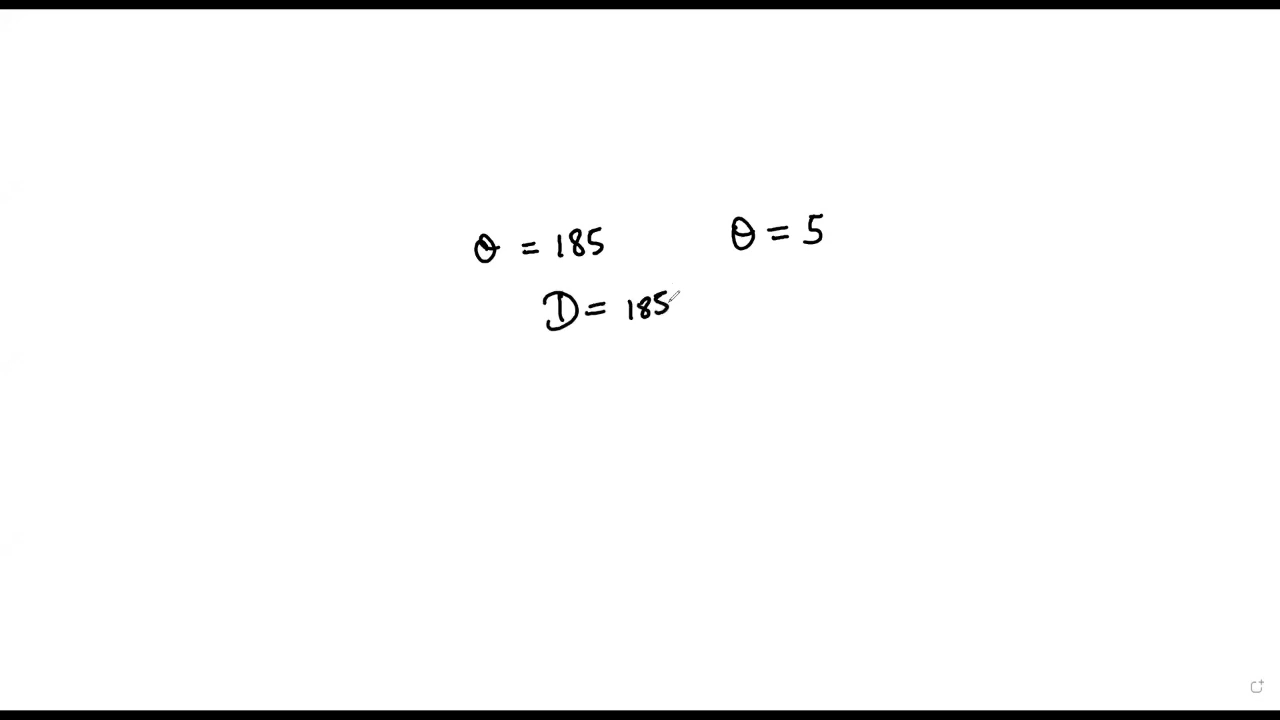 θ = 185 θ = 5
D = 185